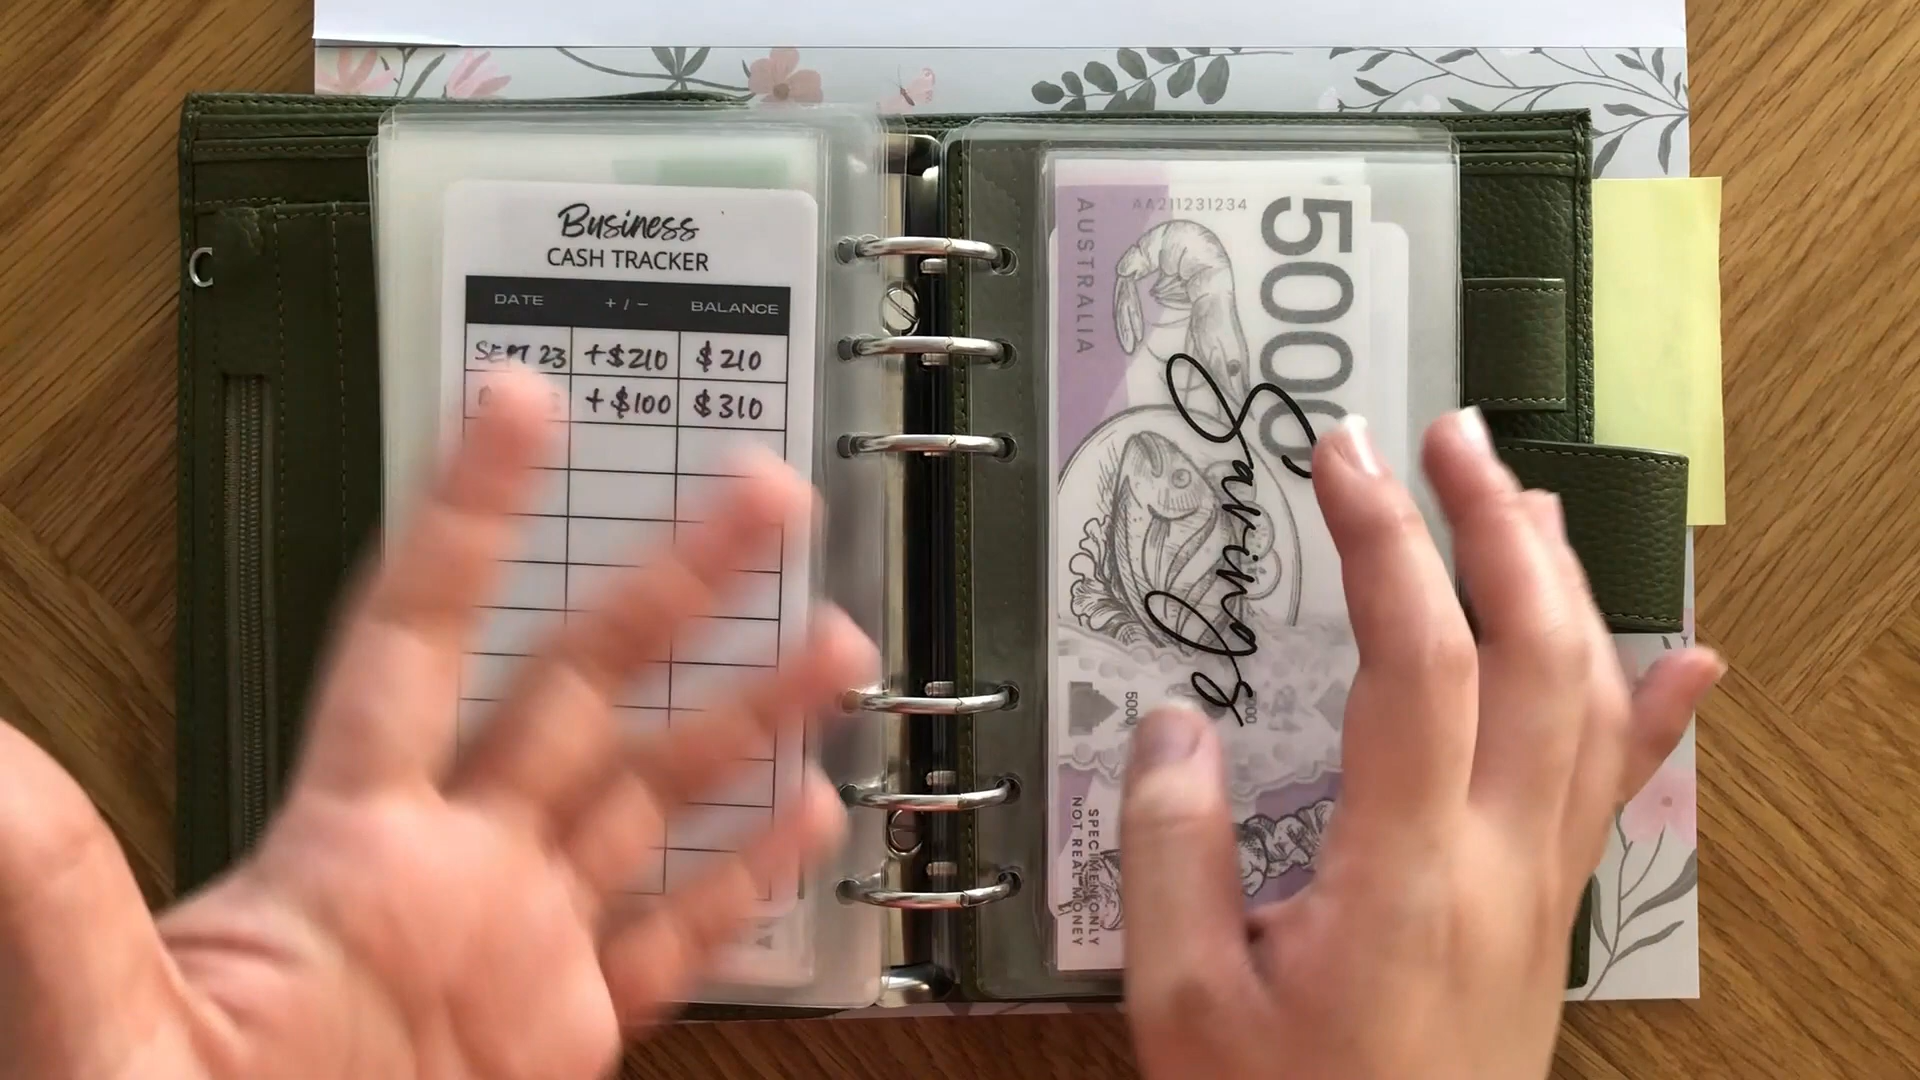 Business
CASH TRACKER
DATE + / - BALANCE
SEPT 23 +$210 $210
+$100 $310
AUSTRALIA
AA211231234
5000
Savings
5000
SPECIMEN ONLY
NOT REAL MONEY